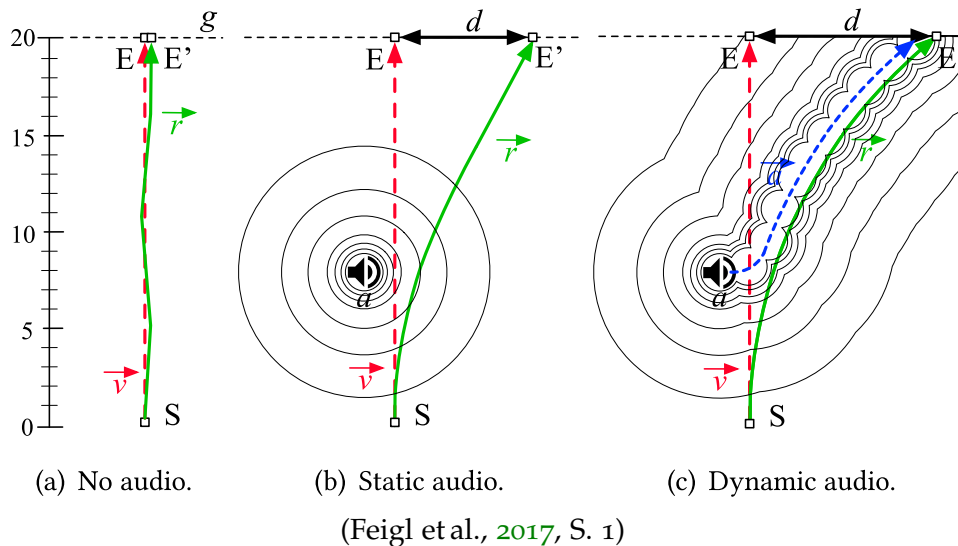 g
d
d
20
E
E'
E
E'
E
E
r
r
r
15
a
10
a
a
5
v
v
v
S
S
S
0
(a) No audio.
(b) Static audio.
(c) Dynamic audio.
(Feigl et al., 2017, S. 1)